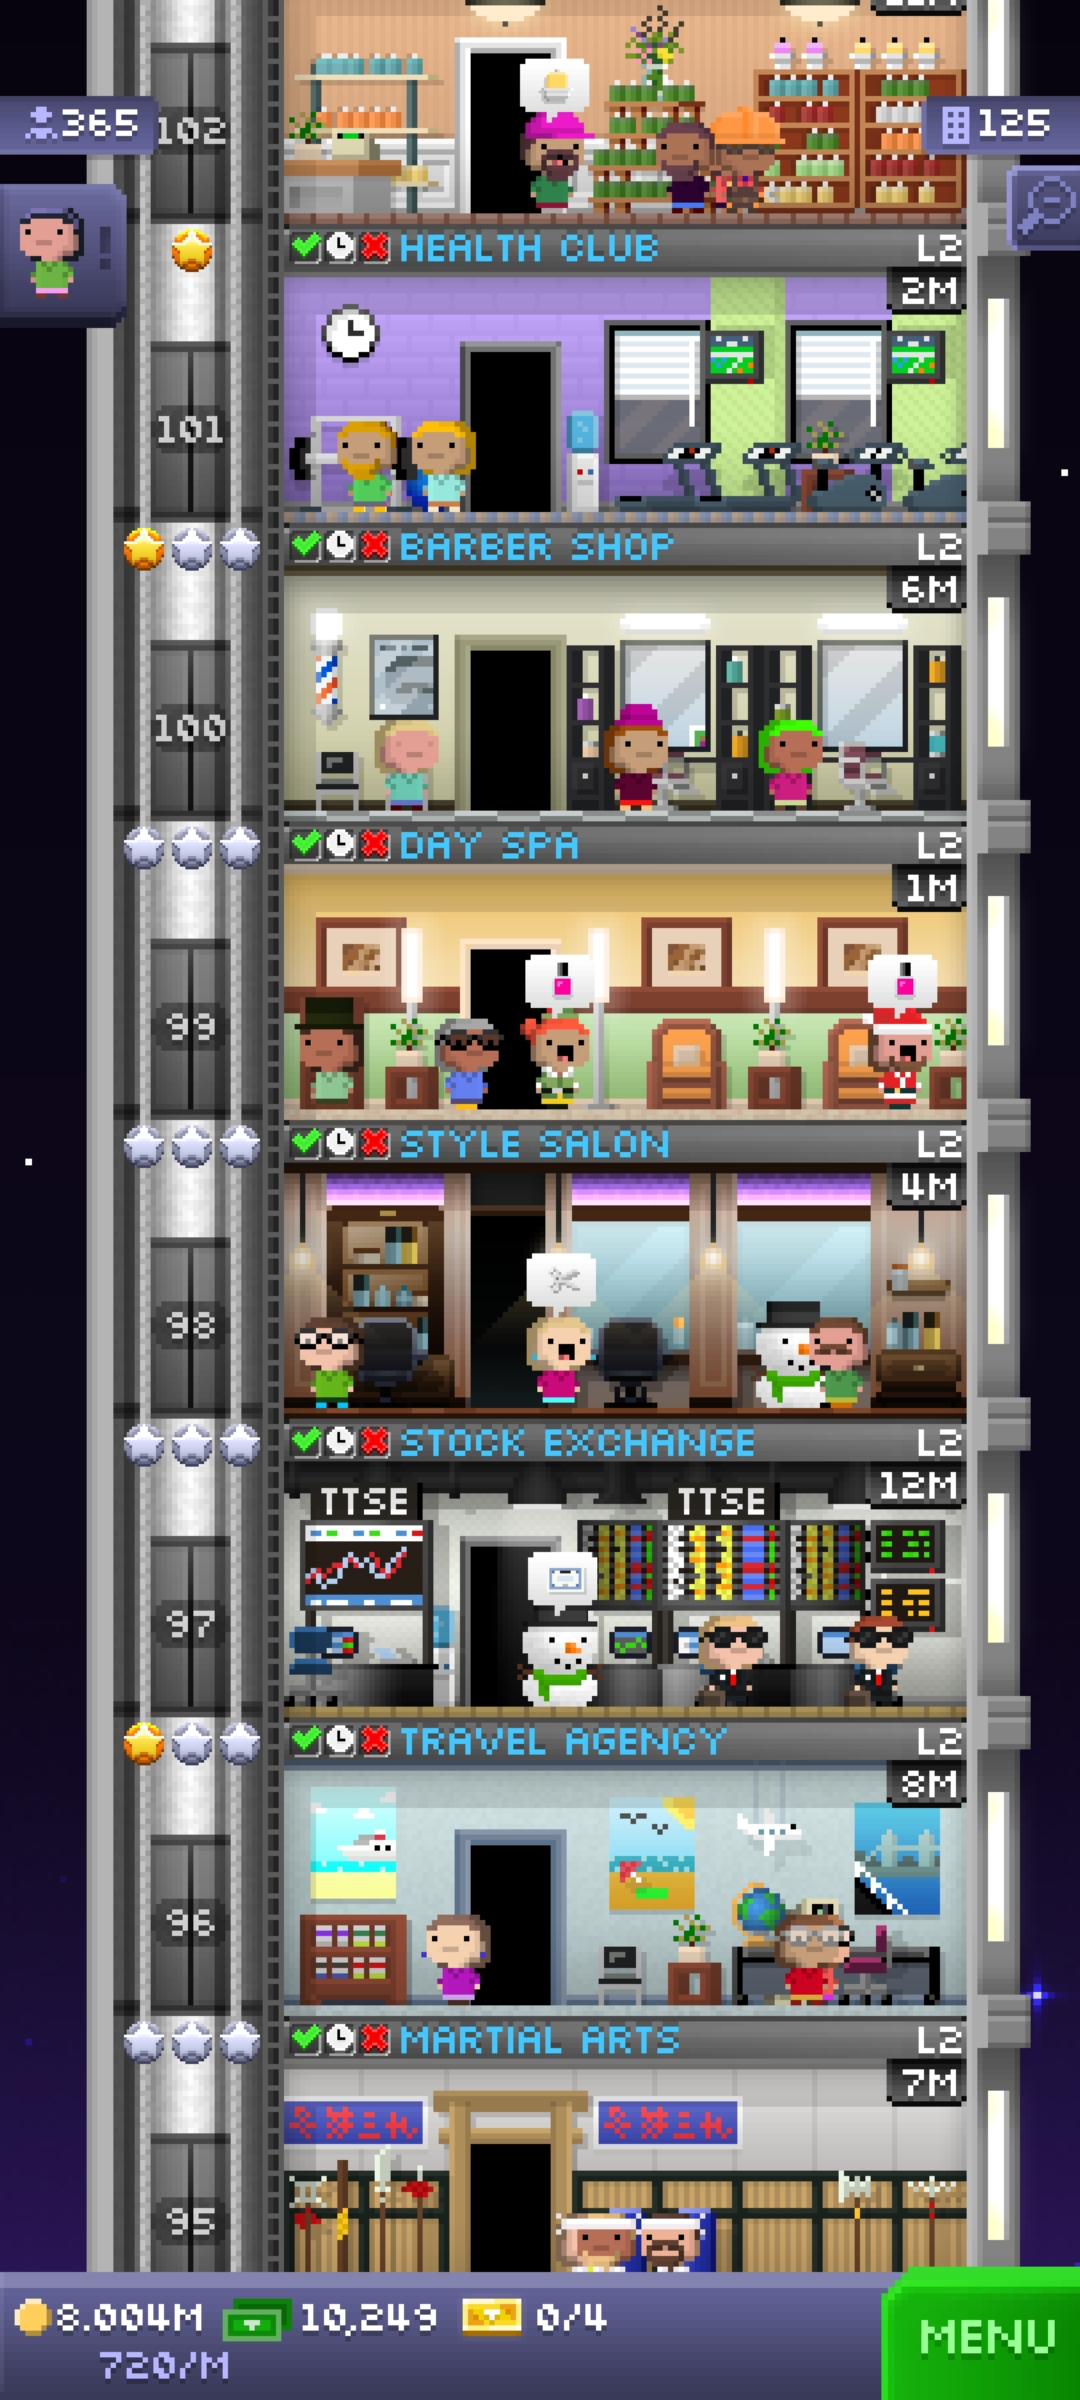 365
102
125
HEALTH CLUB L2
2M
101
BARBER SHOP L2
6M
100
DAY SPA L2
1M
99
STYLE SALON L2
4M
98
STOCK EXCHANGE L2
12M
TTSE TTSE
97
TRAVEL AGENCY L2
8M
96
MARTIAL ARTS L2
7M
95
8.004M 10,249 0/4
720/M
MENU